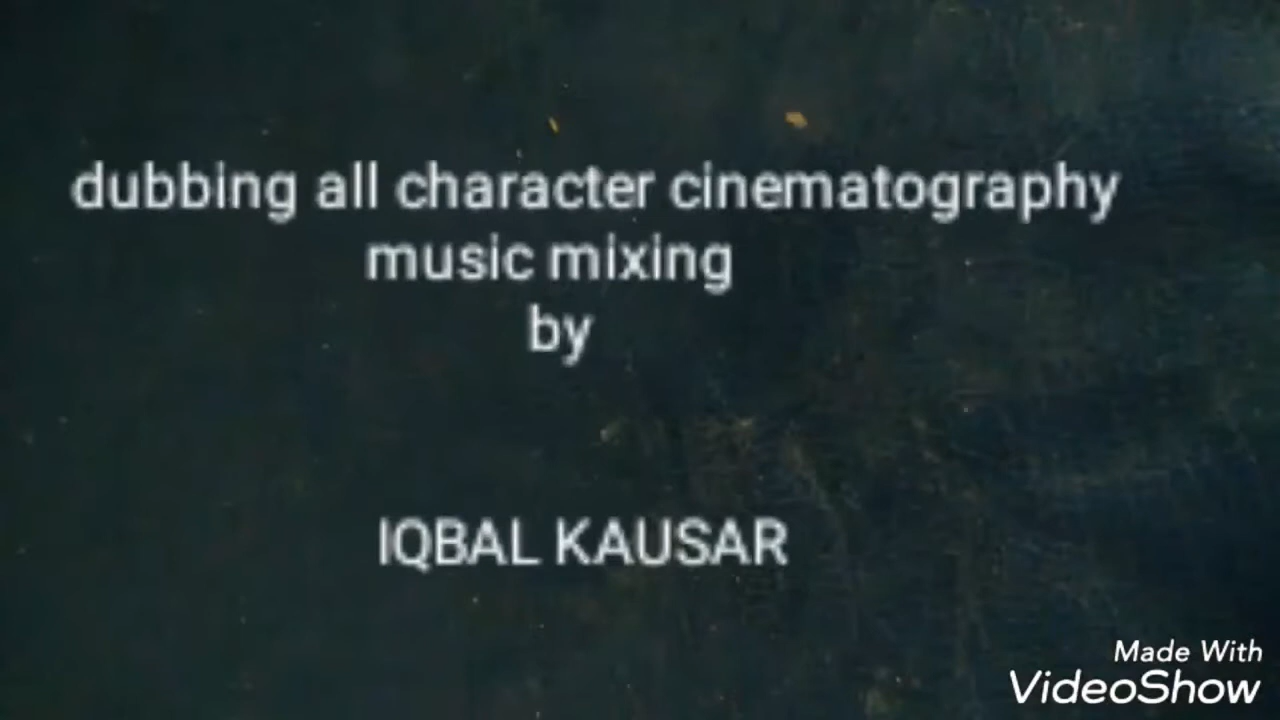 dubbing all character cinematography
music mixing
by
IQBAL KAUSAR
Made With
VideoShow